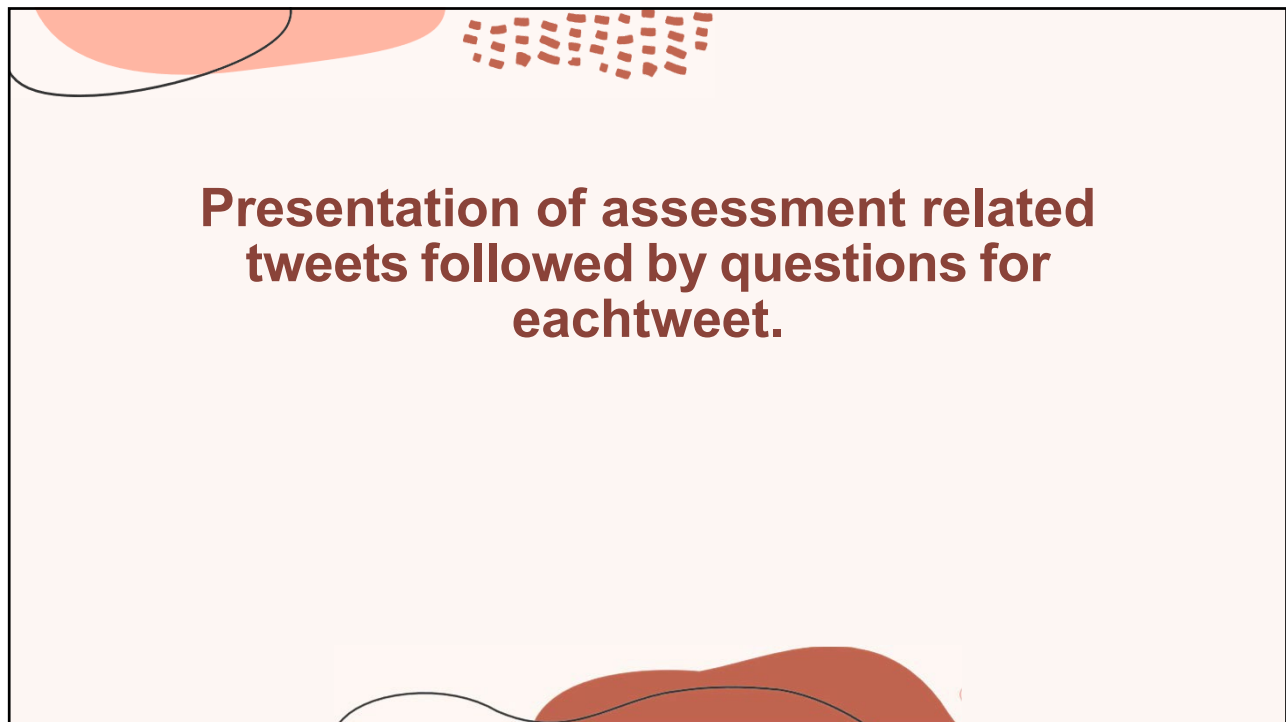 Presentation of assessment related
tweets followed by questions for
eachtweet.